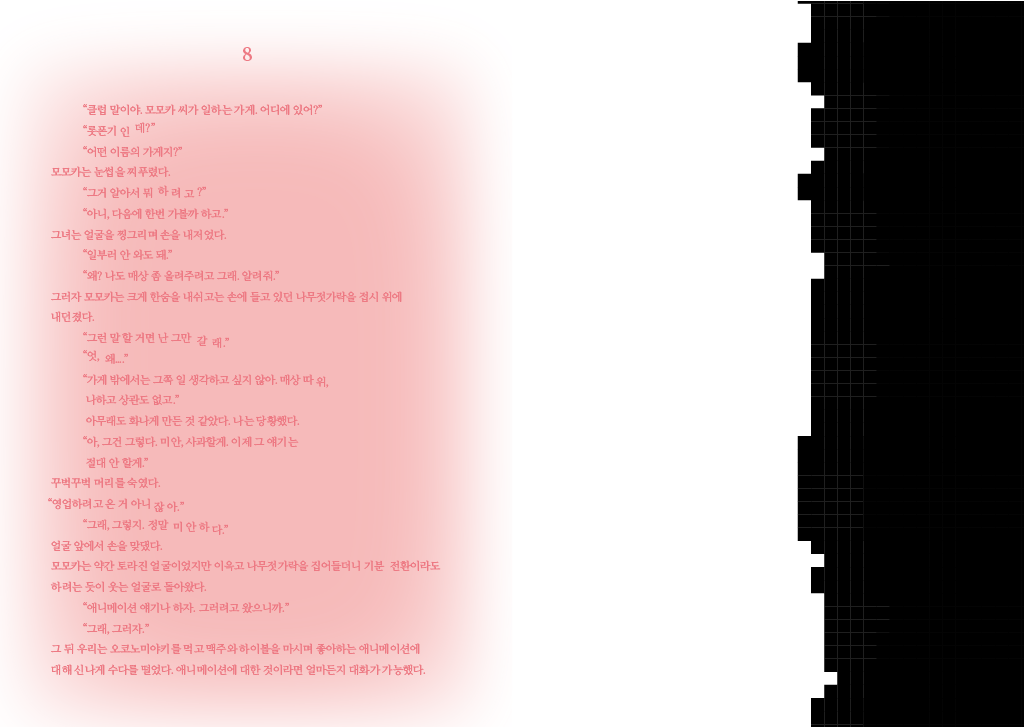 8
“클럽 말이야. 모모카 씨가 일하는 가게. 어디에 있어?”
“롯폰기 인 데?”
“어떤 이름의 가게지?”
모모카는 눈썹을 찌푸렸다.
“그거 알아서 뭐 하 려 고 ?”
“아니, 다음에 한번 가볼까 하고.”
그녀는 얼굴을 찡그리며 손을 내저었다.
“일부러 안 와도 돼.”
“왜? 나도 매상 좀 올려주려고 그래. 알려줘.”
그러자 모모카는 크게 한숨을 내쉬고는 손에 들고 있던 나무젓가락을 접시 위에
내던졌다.
“그런 말 할 거면 난 그만 갈 래.”
“엇, 왜....”
“가게 밖에서는 그쪽 일 생각하고 싶지 않아. 매상 따 위,
나하고 상관도 없고.”
아무래도 화나게 만든 것 같았다. 나는 당황했다.
“아, 그건 그렇다. 미안, 사과할게. 이제 그 얘기는
절대 안 할게.”
꾸벅꾸벅 머리를 숙였다.
“영업하려고 온 거 아니 잖 아.”
“그래, 그렇지. 정말 미 안 하 다.”
얼굴 앞에서 손을 맞댔다.
모모카는 약간 토라진 얼굴이었지만 이윽고 나무젓가락을 집어들더니 기분 전환이라도
하려는 듯이 웃는 얼굴로 돌아왔다.
“애니메이션 얘기나 하자. 그러려고 왔으니까.”
“그래, 그러자.”
그 뒤 우리는 오코노미야키를 먹고 맥주와 하이볼을 마시며 좋아하는 애니메이션에
대해 신나게 수다를 떨었다. 애니메이션에 대한 것이라면 얼마든지 대화가 가능했다.